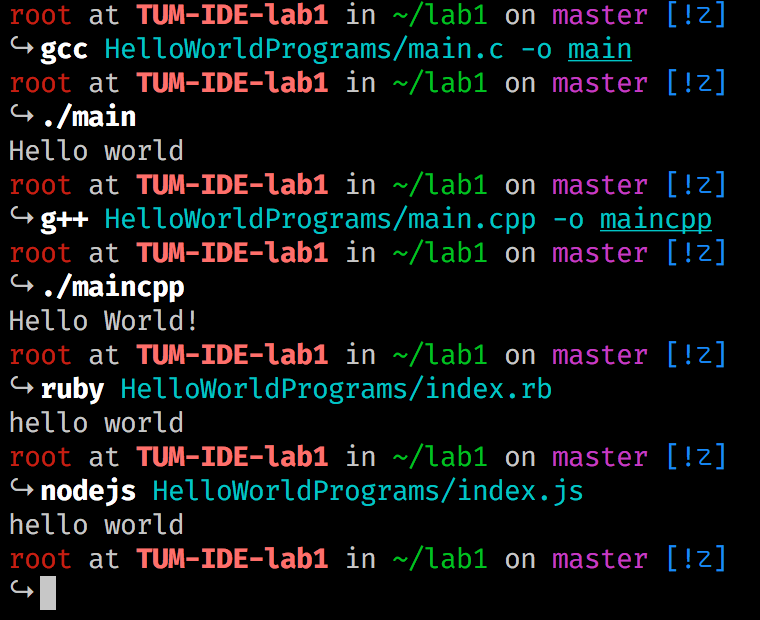 root at TUM-IDE-lab1 in ~/lab1 on master [!z]
↪gcc HelloWorldPrograms/main.c -o main
root at TUM-IDE-lab1 in ~/lab1 on master [!z]
↪./main
Hello world
root at TUM-IDE-lab1 in ~/lab1 on master [!z]
↪g++ HelloWorldPrograms/main.cpp -o maincpp
root at TUM-IDE-lab1 in ~/lab1 on master [!z]
↪./maincpp
Hello World!
root at TUM-IDE-lab1 in ~/lab1 on master [!z]
↪ruby HelloWorldPrograms/index.rb
hello world
root at TUM-IDE-lab1 in ~/lab1 on master [!z]
↪nodejs HelloWorldPrograms/index.js
hello world
root at TUM-IDE-lab1 in ~/lab1 on master [!z]
↪